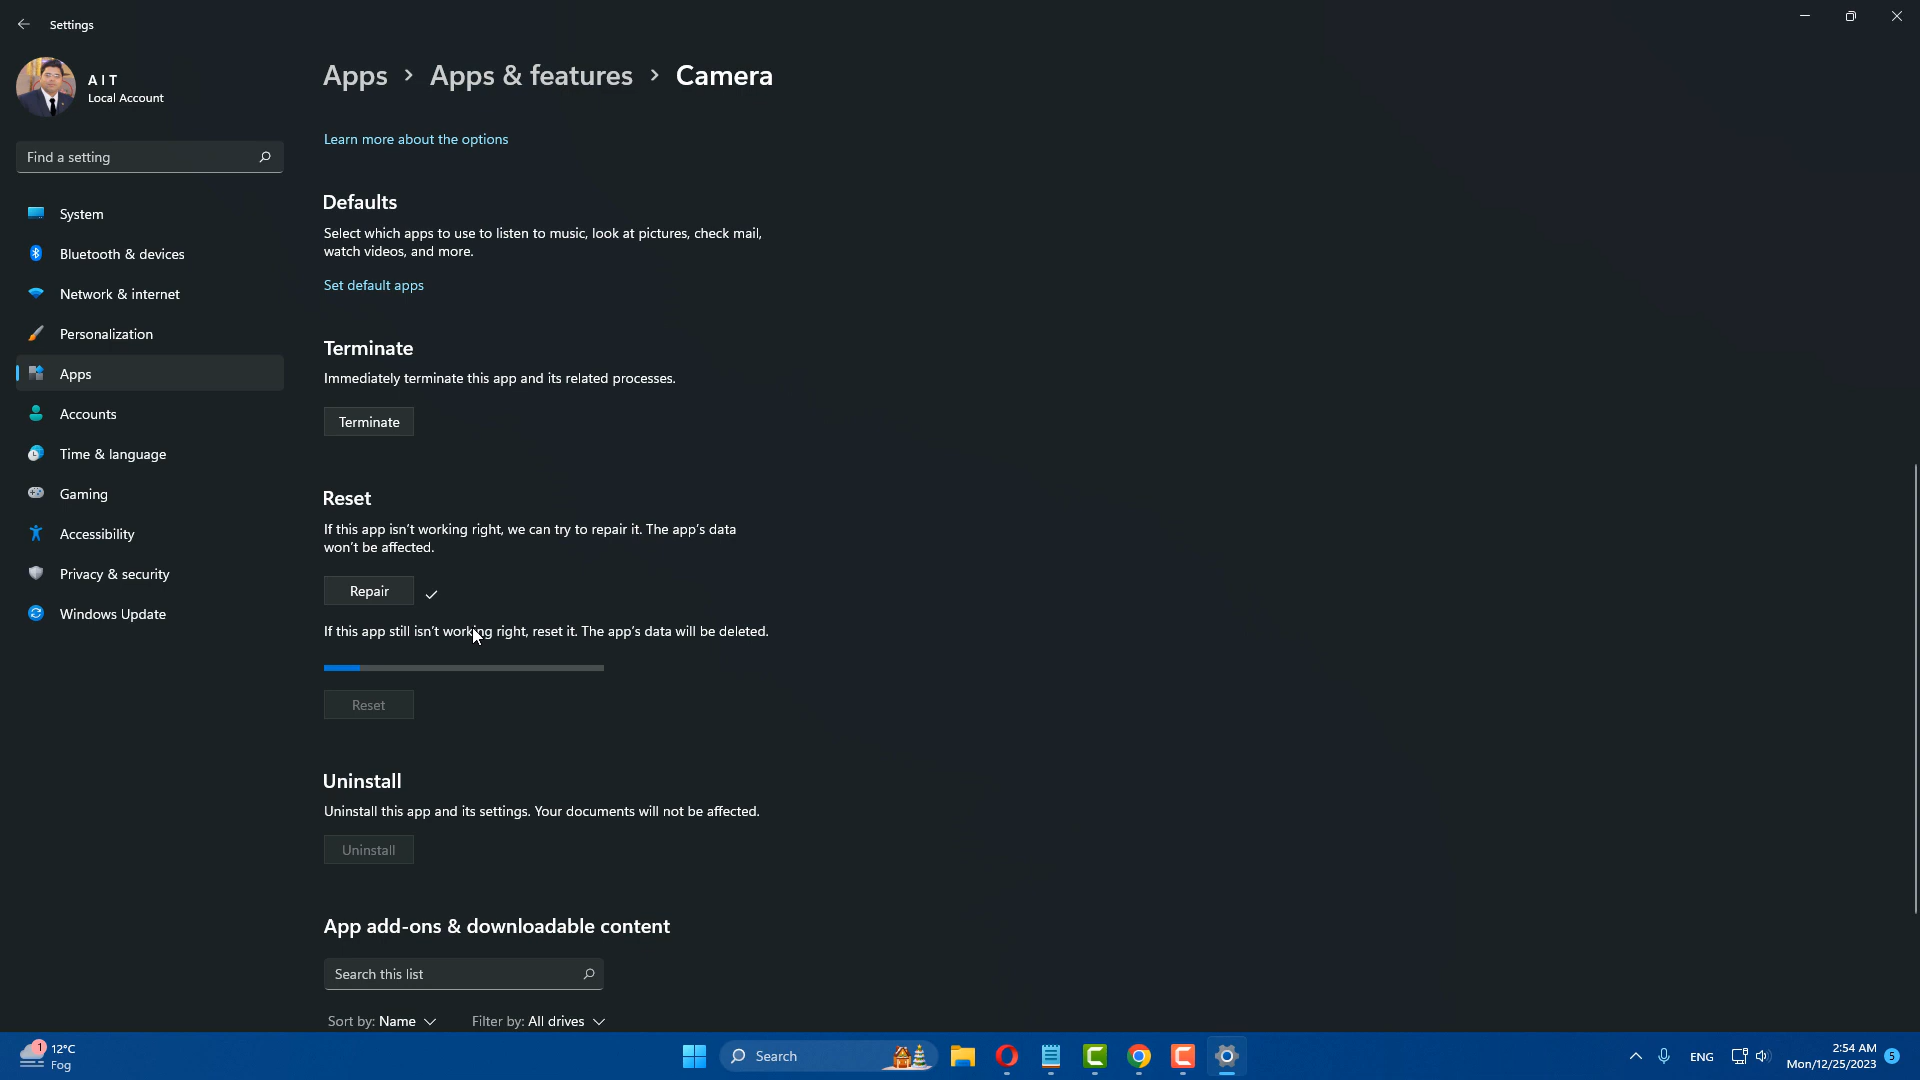 Settings
A I T
Local Account
Find a setting
System
Bluetooth & devices
Network & internet
Personalization
Apps
Accounts
Time & language
Gaming
Accessibility
Privacy & security
Windows Update
Apps > Apps & features > Camera
Learn more about the options
Defaults
Select which apps to use to listen to music, look at pictures, check mail,
watch videos, and more.
Set default apps
Terminate
Immediately terminate this app and its related processes.
Terminate
Reset
If this app isn't working right, we can try to repair it. The app's data
won't be affected.
Repair
If this app still isn't working right, reset it. The app's data will be deleted.
Reset
Uninstall
Uninstall this app and its settings. Your documents will not be affected.
Uninstall
App add-ons & downloadable content
Search this list
Sort by: Name Filter by: All drives
1
12°C
Fog
Search
ENG
2:54 AM
Mon/12/25/2023
5